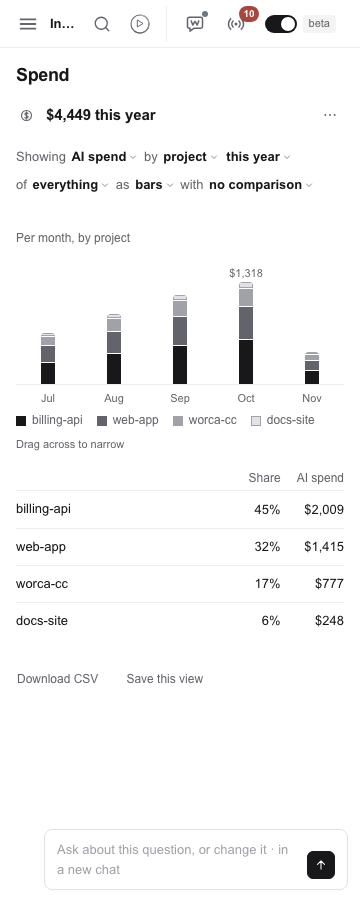 In...
10
beta
Spend
$4,449 this year
Showing AI spend by project this year
of everything as bars with no comparison
Per month, by project
$1,318
Jul Aug Sep Oct Nov
billing-api web-app worca-cc docs-site
Drag across to narrow
Share AI spend
billing-api 45% $2,009
web-app 32% $1,415
worca-cc 17% $777
docs-site 6% $248
Download CSV Save this view
Ask about this question, or change it · in
a new chat